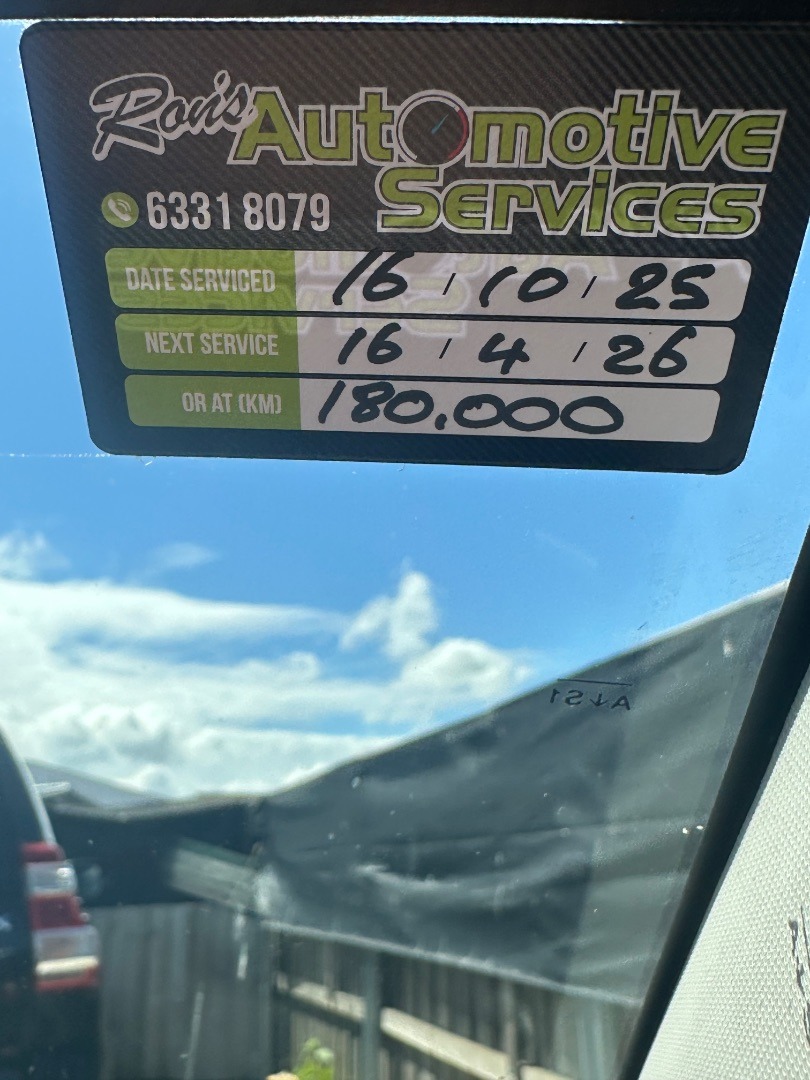 Ron's Automotive
Services
6331 8079
DATE SERVICED 16 / 10 / 25
NEXT SERVICE 16 / 4 / 26
OR AT (KM) 180,000
A↓S1